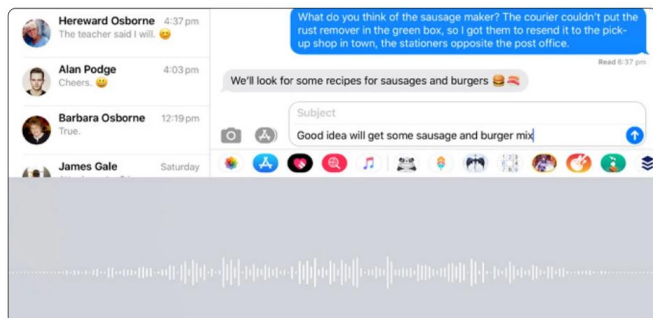 Hereward Osborne 4:37 pm
The teacher said I will. 😉
Alan Podge 4:03 pm
Cheers. 😀
Barbara Osborne 12:19 pm
True.
James Gale Saturday
What do you think of the sausage maker? The courier couldn't put the
rust remover in the green box, so I got them to resend it to the pick-
up shop in town, the stationers opposite the post office.
Read 6:37 pm
We'll look for some recipes for sausages and burgers 🍔🥓
Subject
Good idea will get some sausage and burger mix